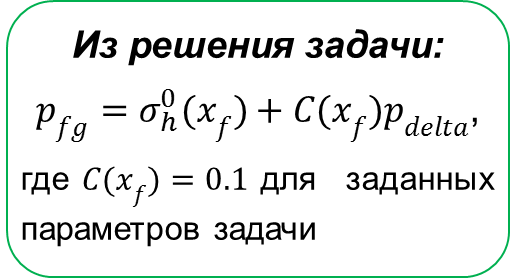 Из решения задачи:
p_{fg} = σ_h^0(x_f) + C(x_f)p_{delta},
где C(x_f) = 0.1 для заданных
параметров задачи